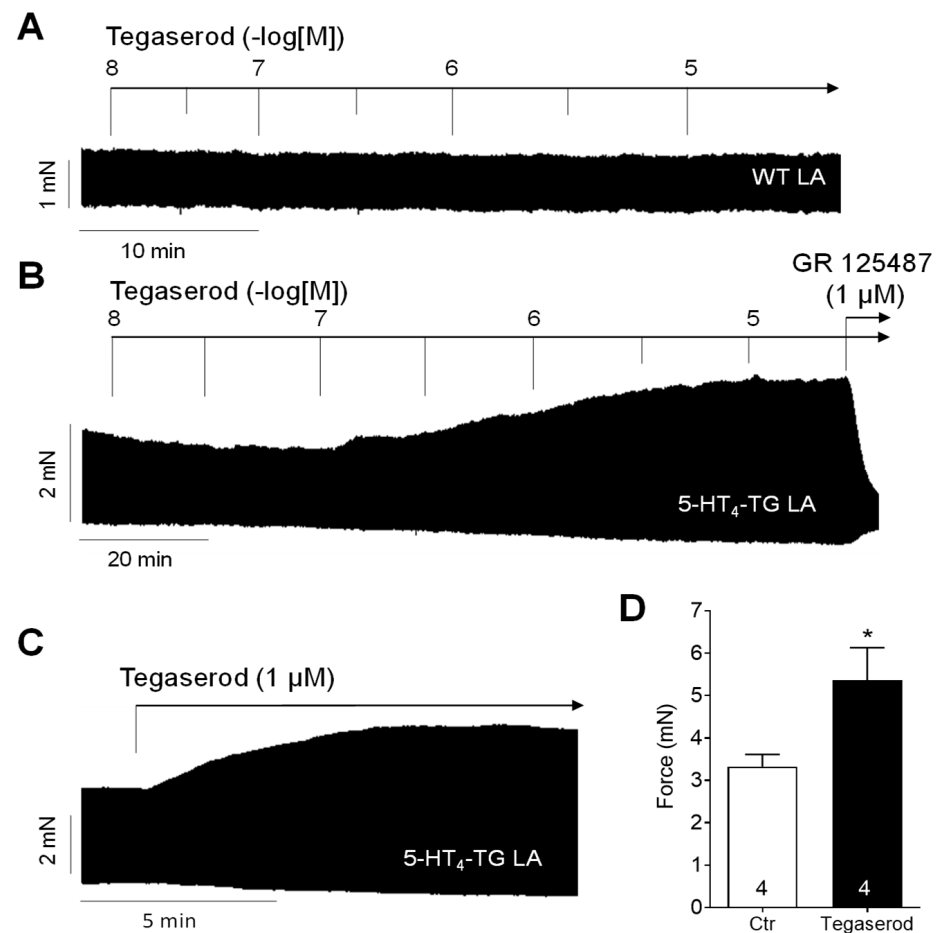 A
Tegaserod (-log[M])
8 7 6 5
1 mN
WT LA
10 min
B
GR 125487
(1 µM)
Tegaserod (-log[M])
8 7 6 5
2 mN
5-HT₄-TG LA
20 min
C
Tegaserod (1 µM)
2 mN
5-HT₄-TG LA
5 min
D
Force (mN)
7
6
5
4
3
2
1
0
*
4 4
Ctr Tegaserod